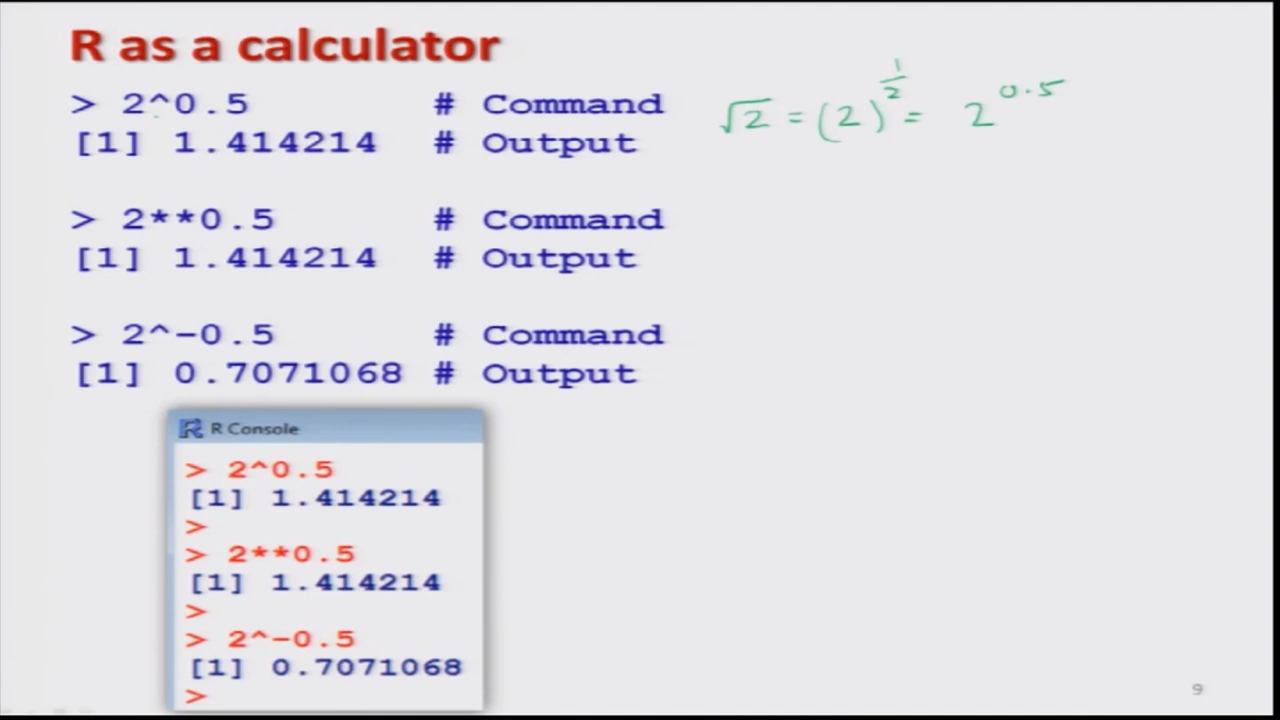 R as a calculator
> 2^0.5 # Command
[1] 1.414214 # Output
√2 = (2)^1/2 = 2^0.5
> 2**0.5 # Command
[1] 1.414214 # Output
> 2^-0.5 # Command
[1] 0.7071068 # Output
R Console
> 2^0.5
[1] 1.414214
>
> 2**0.5
[1] 1.414214
>
> 2^-0.5
[1] 0.7071068
>
9